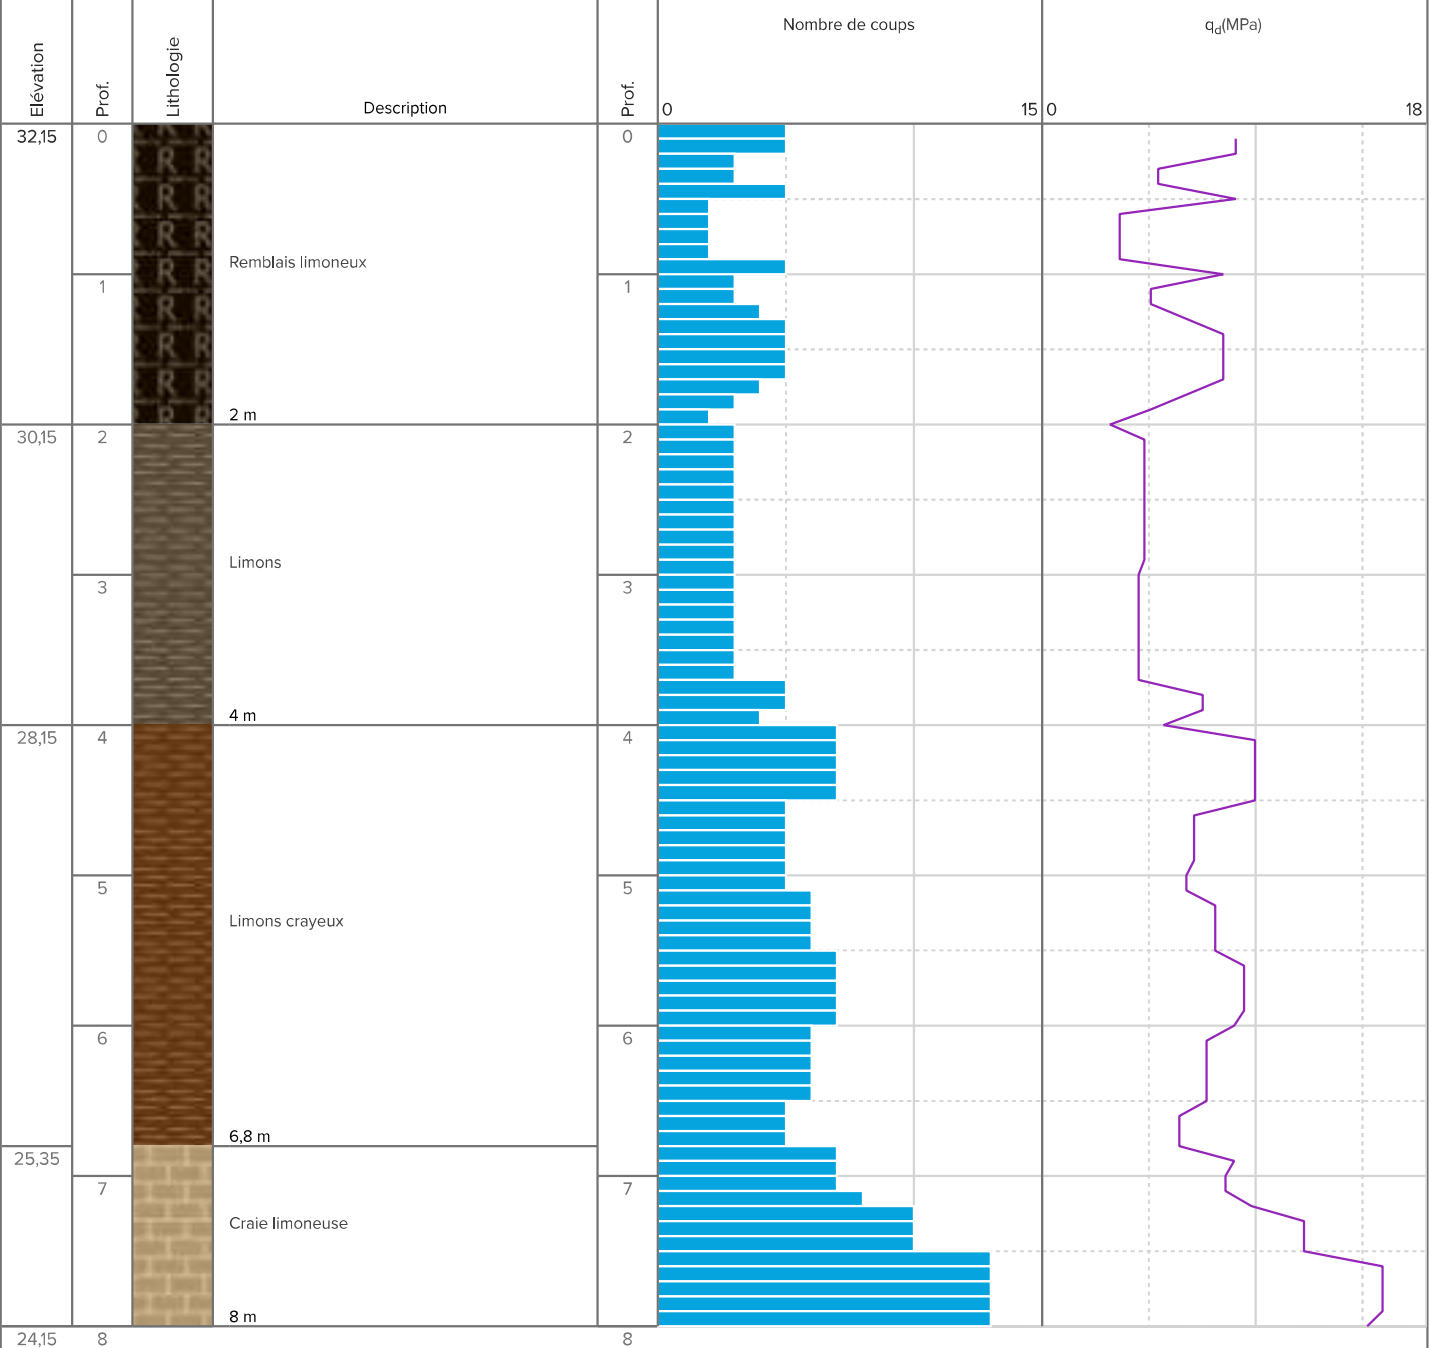 Elévation
Prof.
Lithologie
Description
Prof.
Nombre de coups
0 15
qd(MPa)
0 18
32,15 0 0
R R
R R
R R
R R
R R
R R
R R
R R
R R
R R
Remblais limoneux
1 1
2 m
30,15 2 2
Limons
3 3
4 m
28,15 4 4
5 5
Limons crayeux
6 6
6,8 m
25,35
7 7
Craie limoneuse
8 m
24,15 8 8